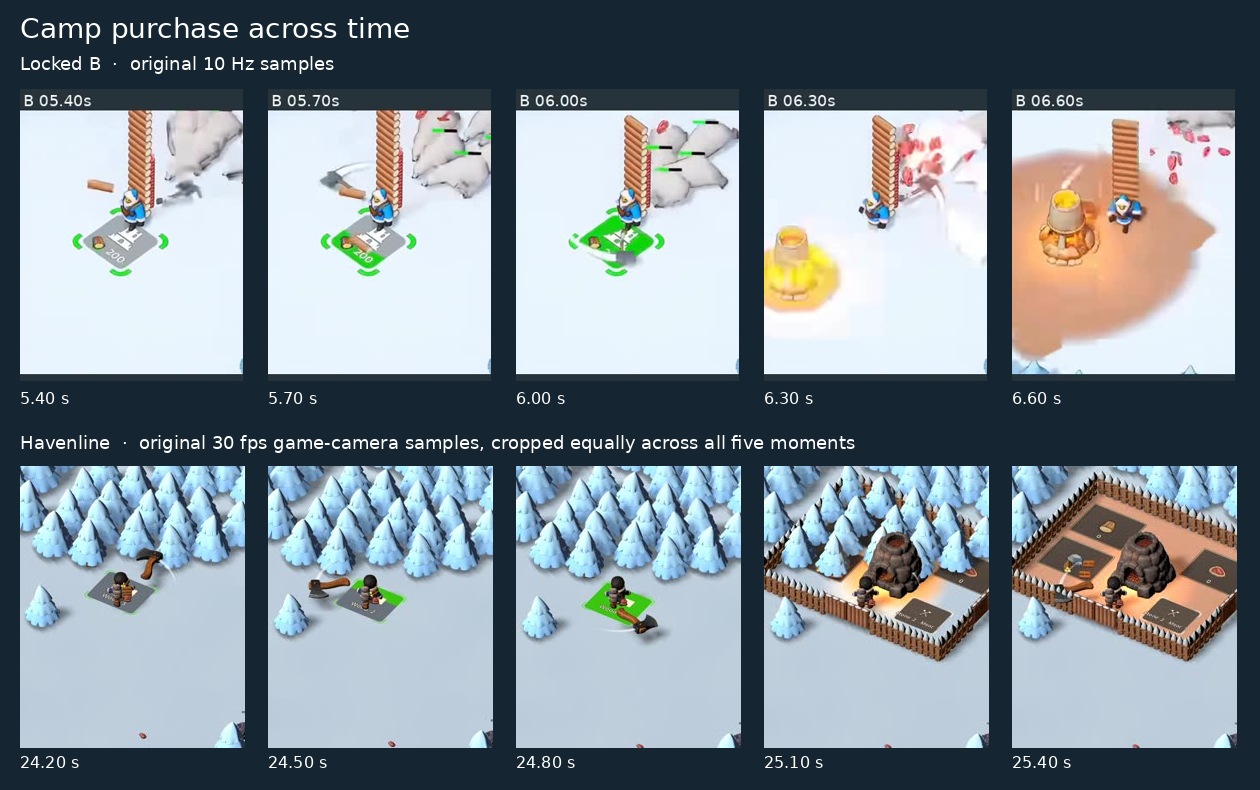 Camp purchase across time
Locked B · original 10 Hz samples
B 05.40s
B 05.70s
B 06.00s
B 06.30s
B 06.60s
200
200
5.40 s
5.70 s
6.00 s
6.30 s
6.60 s
Havenline · original 30 fps game-camera samples, cropped equally across all five moments
24.20 s
24.50 s
24.80 s
25.10 s
25.40 s